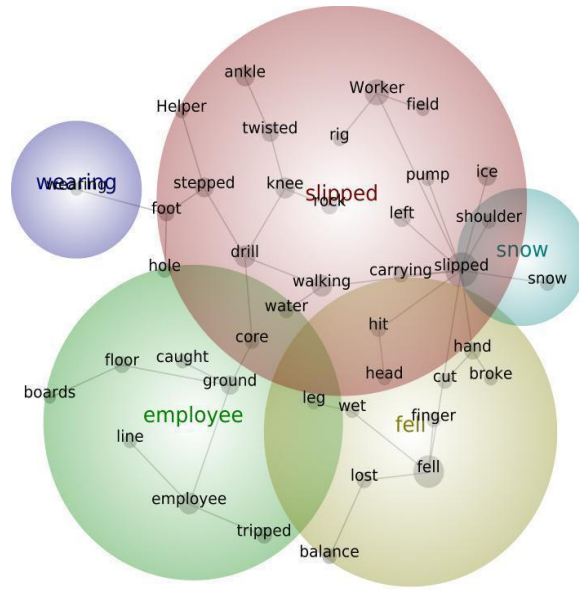 ankle
Worker
Helper
field
twisted
rig
wearing
wearing
stepped
knee
slipped
rock
pump
ice
foot
left
shoulder
drill
snow
hole
walking
carrying
slipped
snow
water
hit
core
hand
floor
caught
boards
ground
leg
head
cut
broke
employee
wet
finger
fell
line
lost
fell
employee
tripped
balance